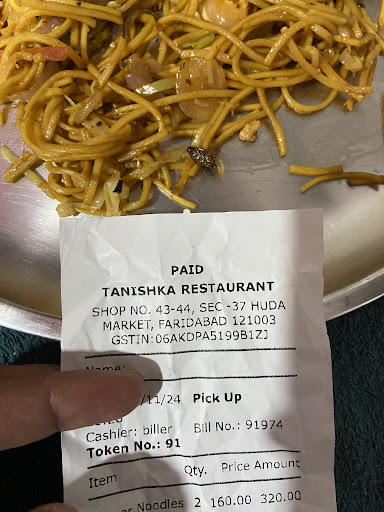 PAID
TANISHKA RESTAURANT
SHOP NO. 43-44, SEC -37 HUDA
MARKET, FARIDABAD 121003
GSTIN:06AKDPA5199B1ZJ
Name:
/11/24 Pick Up
Cashier: biller Bill No.: 91974
Token No.: 91
Item Qty. Price Amount
Noodles 2 160.00 320.00